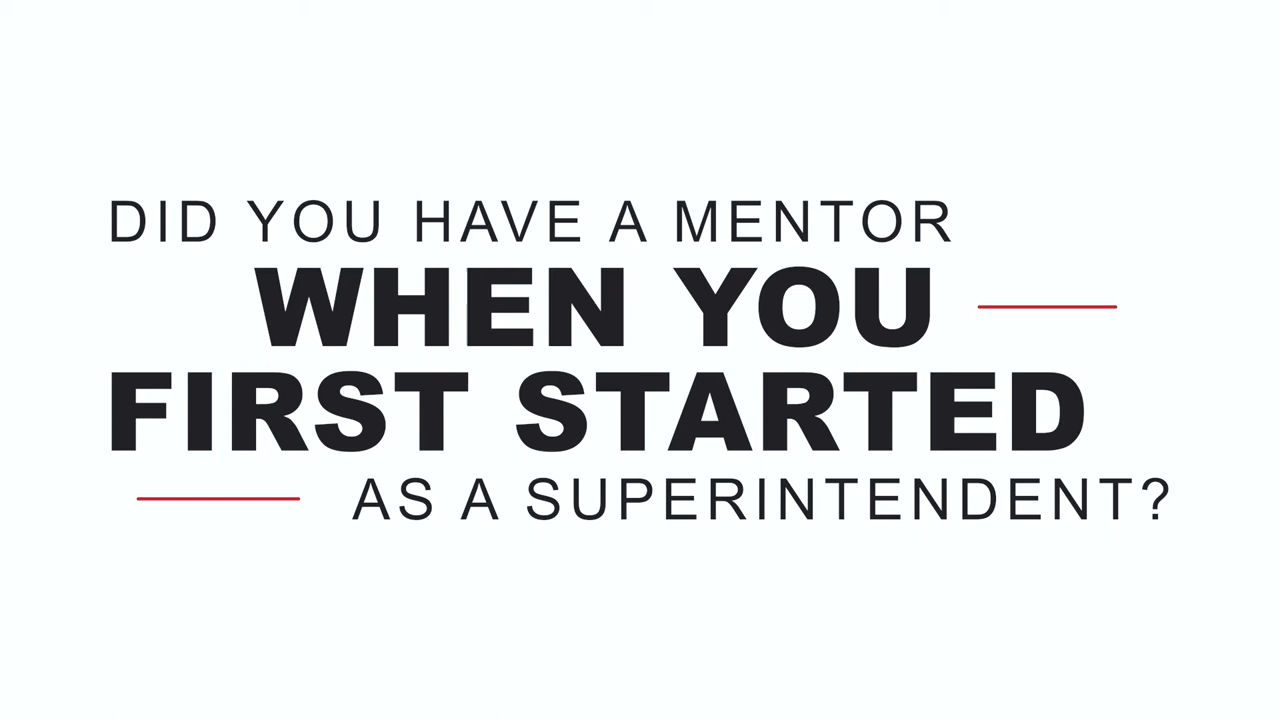 DID YOU HAVE A MENTOR
WHEN YOU
FIRST STARTED
AS A SUPERINTENDENT?